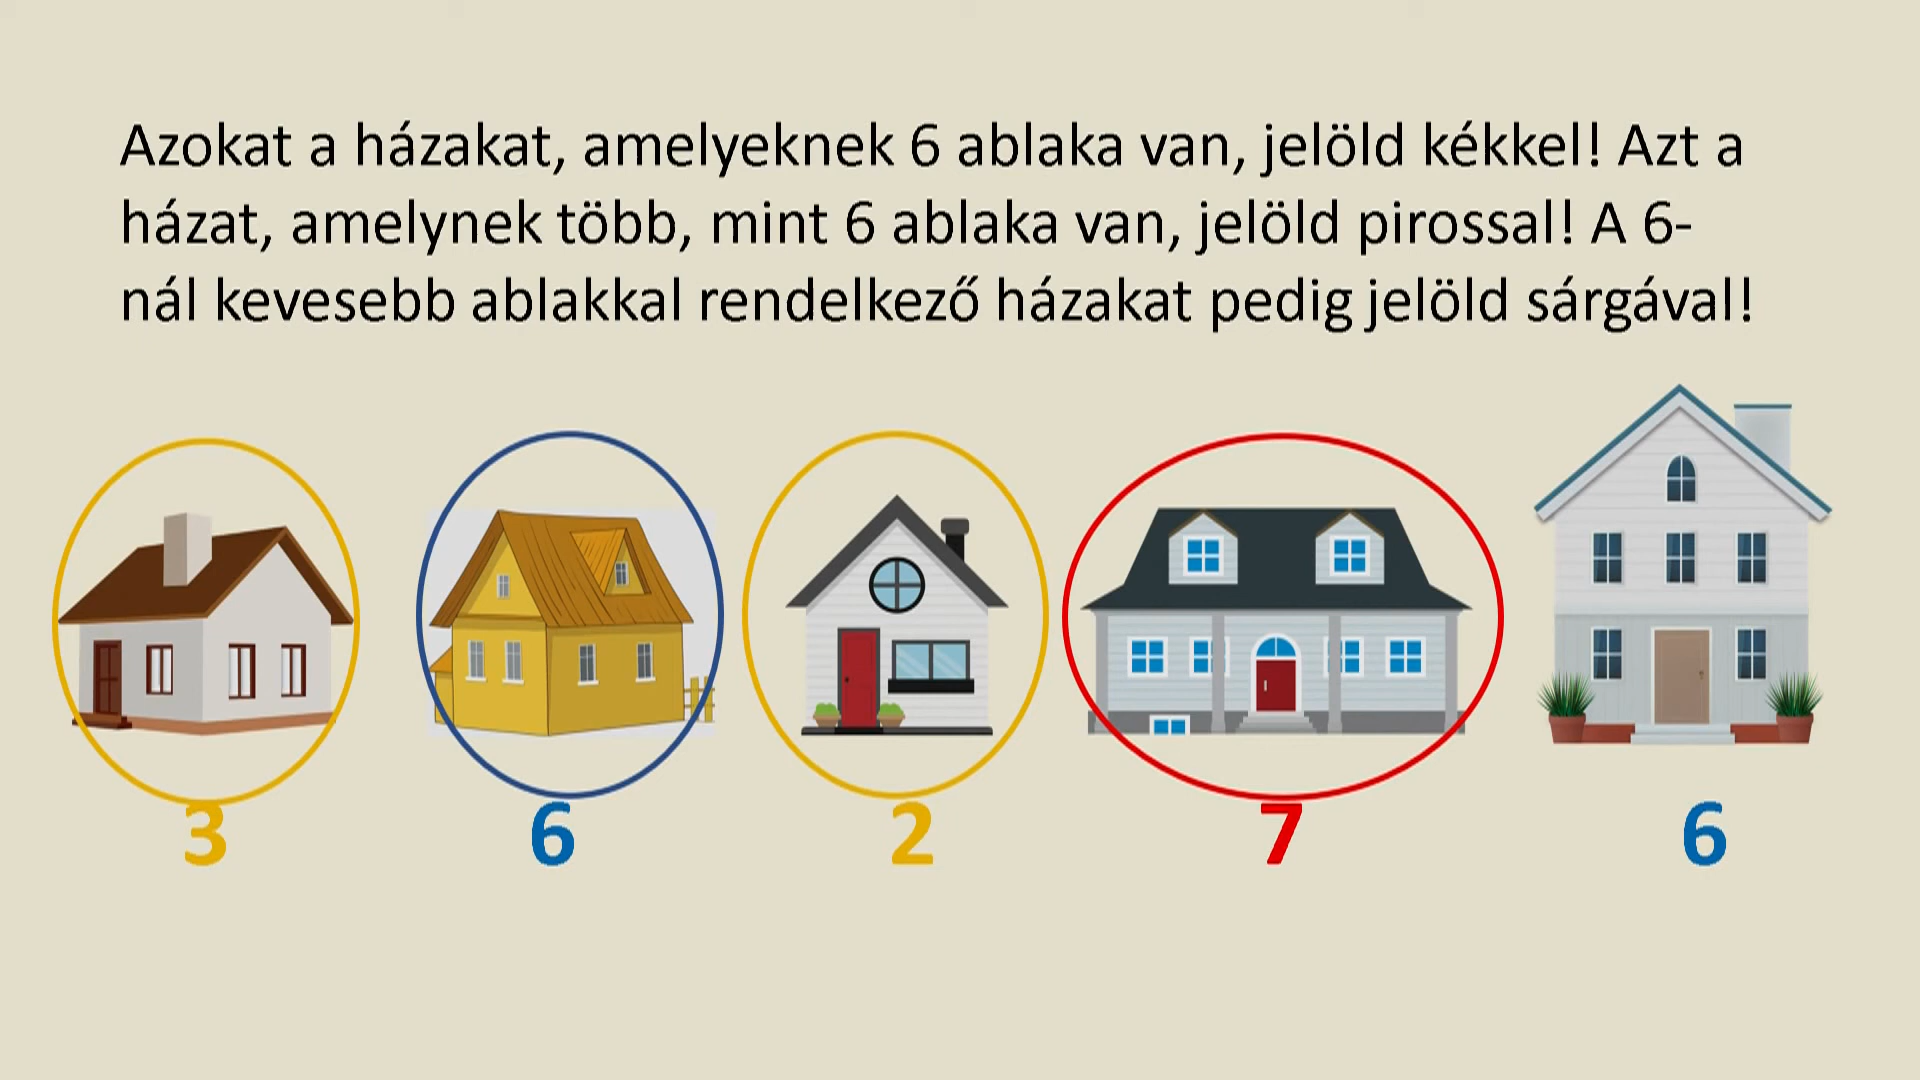 Azokat a házakat, amelyeknek 6 ablaka van, jelöld kékkel! Azt a
házat, amelynek több, mint 6 ablaka van, jelöld pirossal! A 6-
nál kevesebb ablakkal rendelkező házakat pedig jelöld sárgával!
3 6 2 7 6